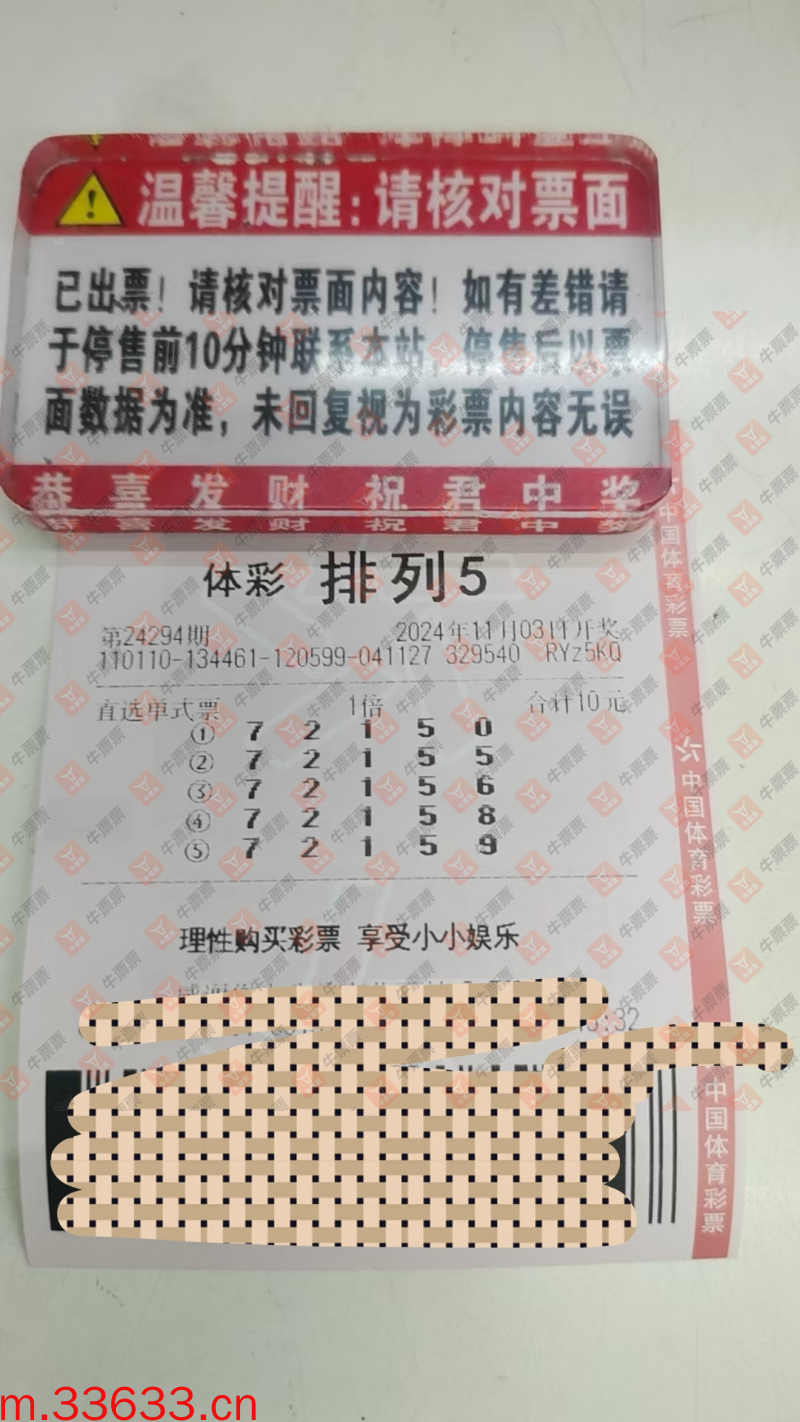 温馨提醒:请核对票面
已出票!请核对票面内容!如有差错请
于停售前10分钟联系本站,停售后以票
面数据为准,未回复视为彩票内容无误
恭喜发财 祝君中奖
体彩 排列5
第24294期 2024年11月03日开奖
110110-134461-120599-041127 329540 RYz5KQ
直选单式票 1倍 合计10元
① 7 2 1 5 0
② 7 2 1 5 5
③ 7 2 1 5 6
④ 7 2 1 5 8
⑤ 7 2 1 5 9
理性购买彩票 享受小小娱乐
:32
中国体育彩票
中国体育彩票
中国体育彩票
牛票票
m.33633.cn